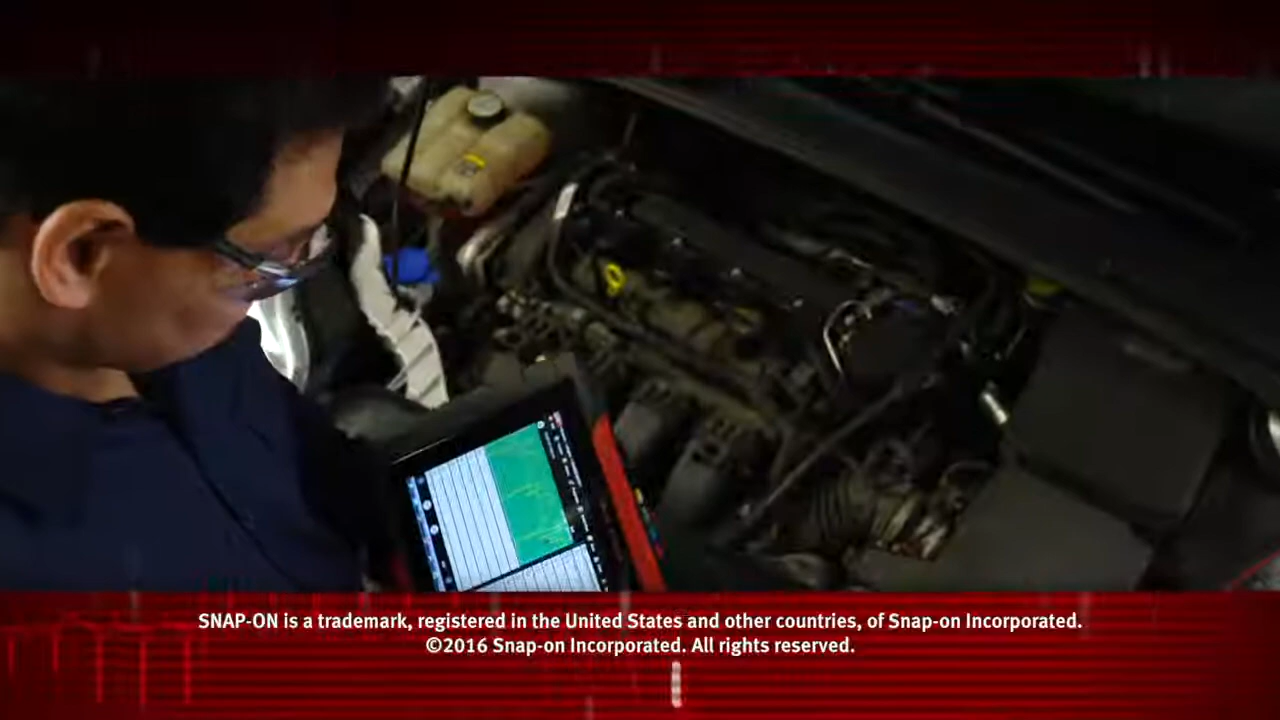 SNAP-ON is a trademark, registered in the United States and other countries, of Snap-on Incorporated.
©2016 Snap-on Incorporated. All rights reserved.